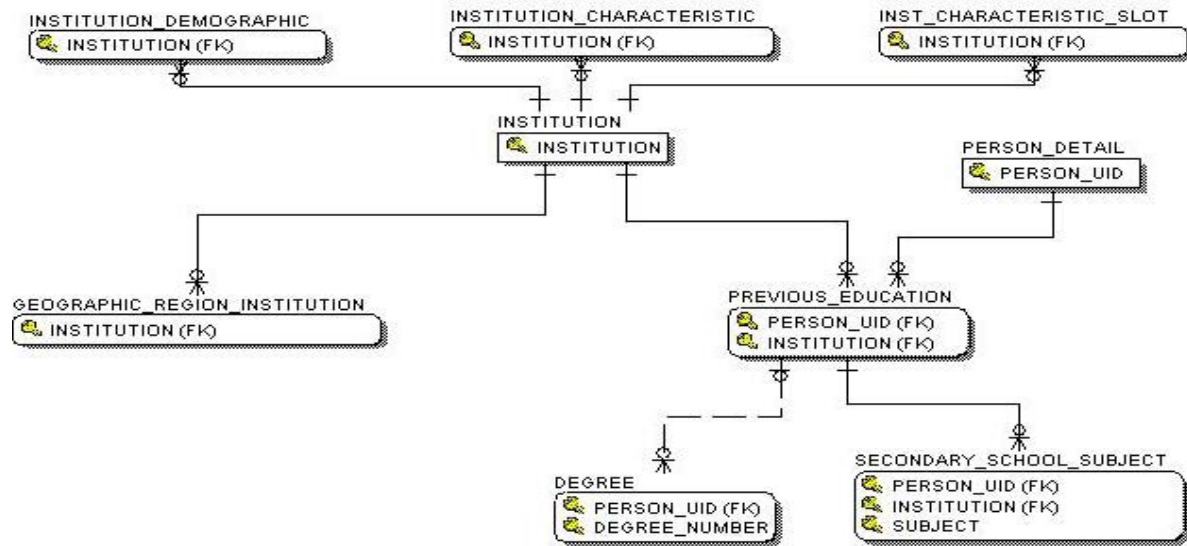 INSTITUTION_DEMOGRAPHIC
INSTITUTION (FK)
INSTITUTION_CHARACTERISTIC
INSTITUTION (FK)
INST_CHARACTERISTIC_SLOT
INSTITUTION (FK)
INSTITUTION
INSTITUTION
PERSON_DETAIL
PERSON_UID
GEOGRAPHIC_REGION_INSTITUTION
INSTITUTION (FK)
PREVIOUS_EDUCATION
PERSON_UID (FK)
INSTITUTION (FK)
DEGREE
PERSON_UID (FK)
DEGREE_NUMBER
SECONDARY_SCHOOL_SUBJECT
PERSON_UID (FK)
INSTITUTION (FK)
SUBJECT